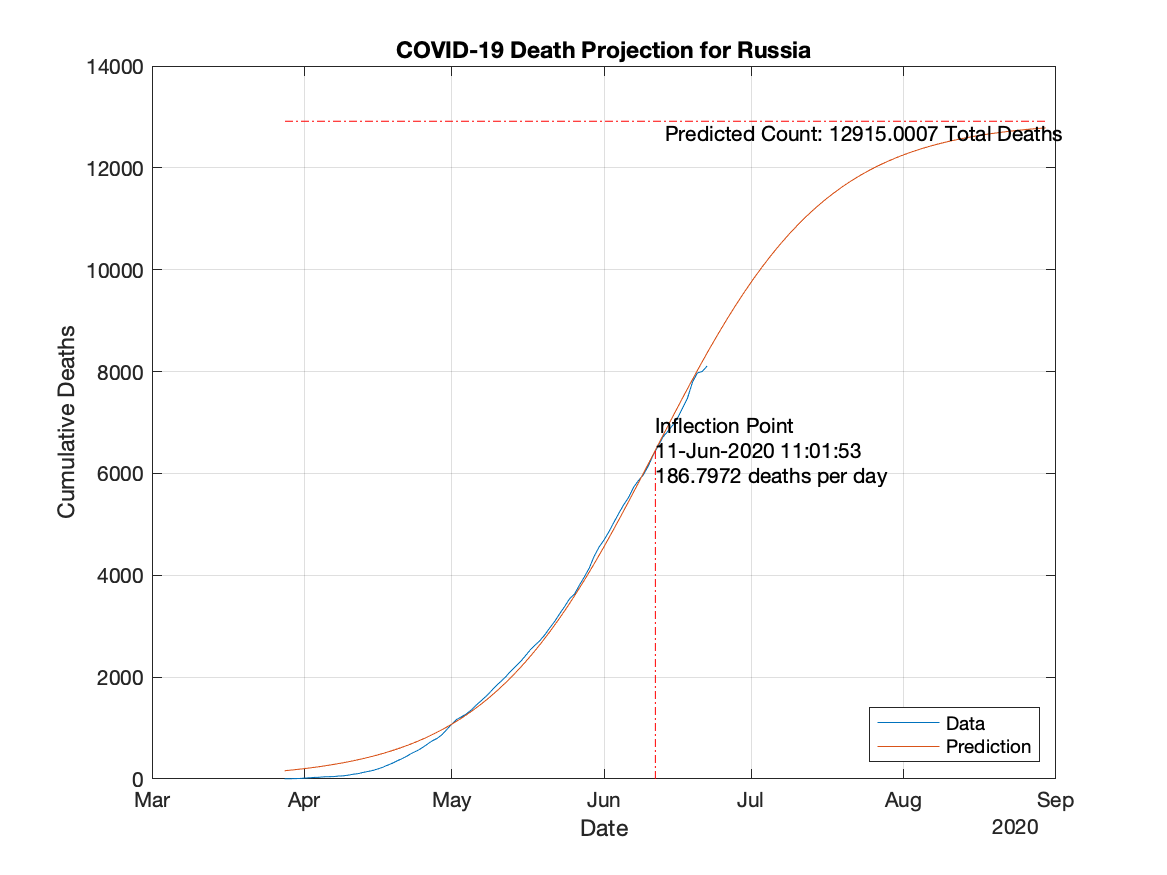 COVID-19 Death Projection for Russia
14000
12000
10000
8000
6000
4000
2000
0
Cumulative Deaths
Predicted Count: 12915.0007 Total Deaths
Inflection Point
11-Jun-2020 11:01:53
186.7972 deaths per day
Data
Prediction
Mar Apr May Jun Jul Aug Sep
Date
2020